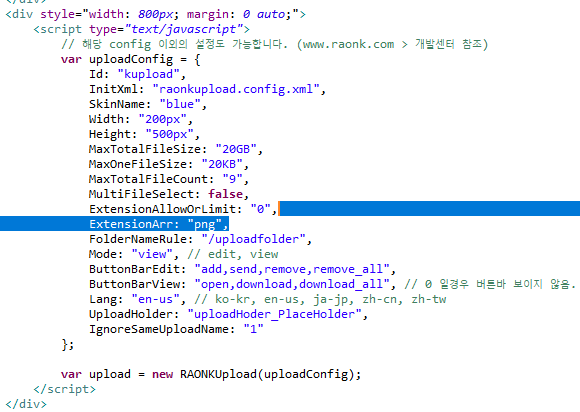 </div>
<div style="width: 800px; margin: 0 auto;">
<script type="text/javascript">
// 해당 config 이외의 설정도 가능합니다. (www.raonk.com > 개발센터 참조)
var uploadConfig = {
Id: "kupload",
InitXml: "raonkupload.config.xml",
SkinName: "blue",
Width: "200px",
Height: "500px",
MaxTotalFileSize: "20GB",
MaxOneFileSize: "20KB",
MaxTotalFileCount: "9",
MultiFileSelect: false,
ExtensionAllowOrLimit: "0",
ExtensionArr: "png",
FolderNameRule: "/uploadfolder",
Mode: "view", // edit, view
ButtonBarEdit: "add,send,remove,remove_all",
ButtonBarView: "open,download,download_all", // 0 일경우 버튼바 보이지 않음.
Lang: "en-us", // ko-kr, en-us, ja-jp, zh-cn, zh-tw
UploadHolder: "uploadHoder_PlaceHolder",
IgnoreSameUploadName: "1"
};
var upload = new RAONKUpload(uploadConfig);
</script>
</div>